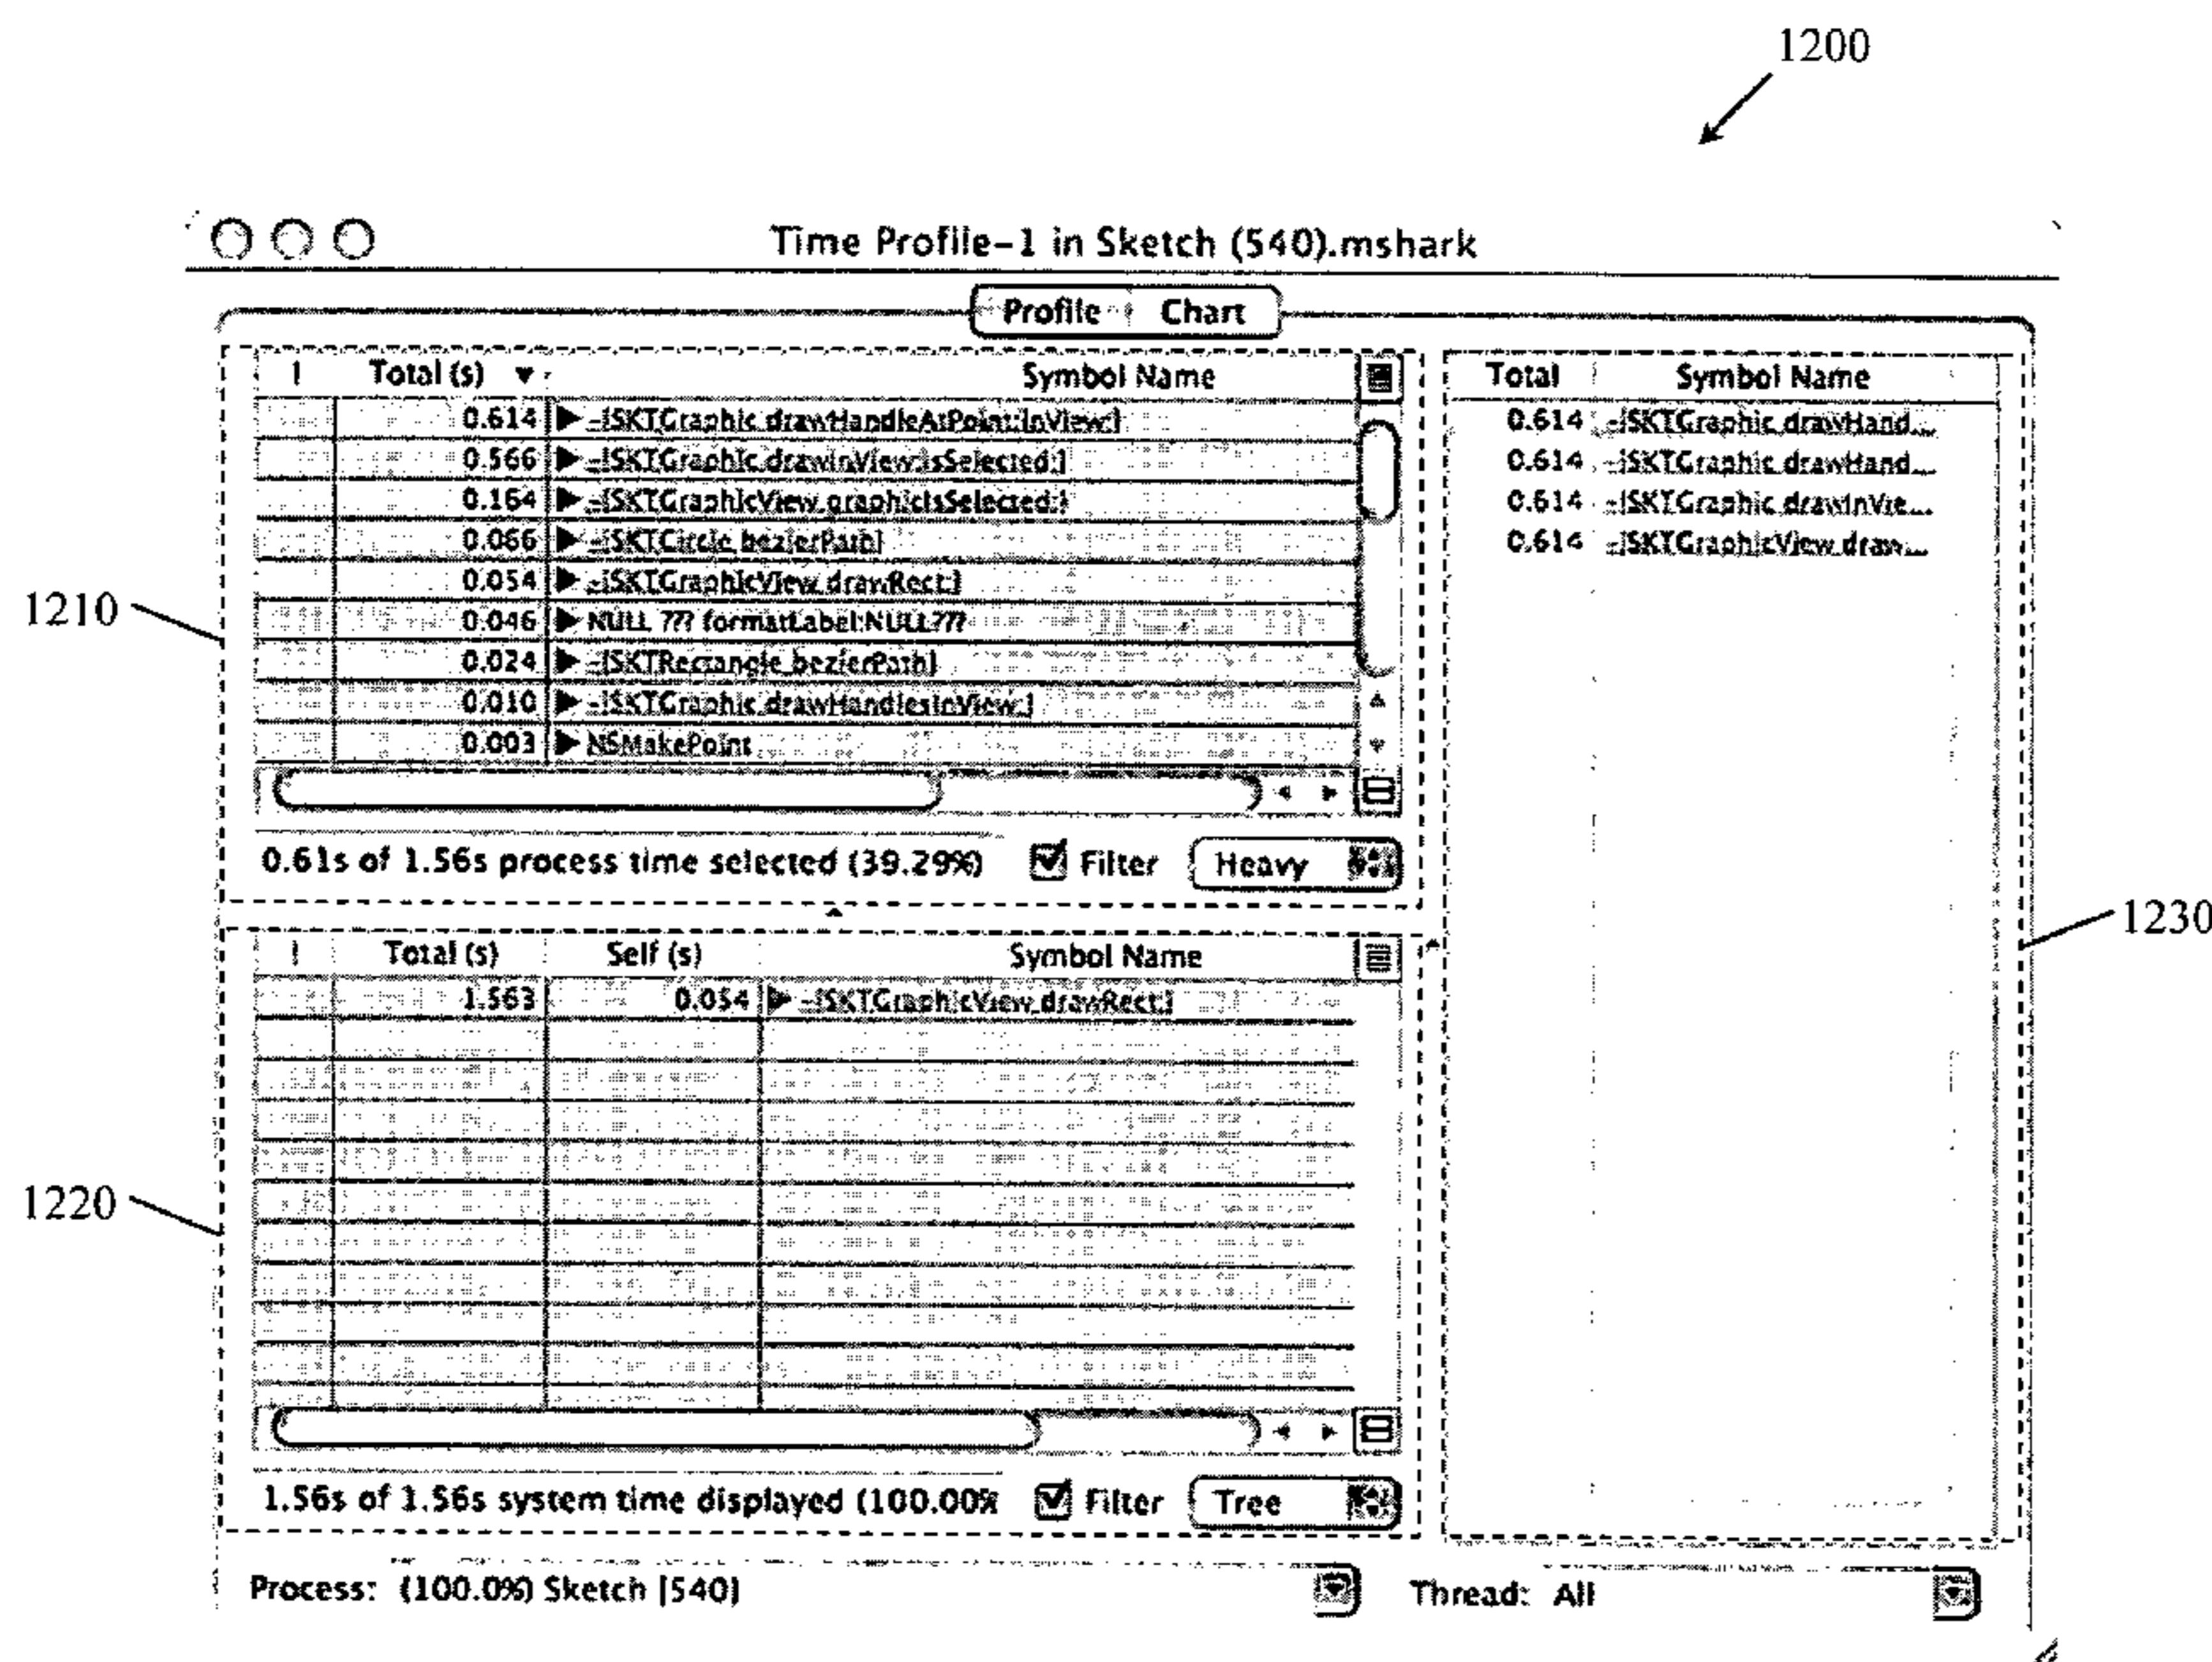 1200
Time Profile-1 in Sketch (540).mshark
Profile Chart
! Total (s) Symbol Name
0.614 -[SKTGraphic drawHandleAtPoint:inView:]
0.566 -[SKTGraphic drawInView:isSelected:]
0.164 -[SKTGraphicView graphicIsSelected:]
0.066 -[SKTCircle bezierPath]
0.054 -[SKTGraphicView drawRect:]
0.046 NULL ??? formatLabel:NULL???
0.024 -[SKTRectangle bezierPath]
0.010 -[SKTGraphic drawHandlesInView:]
0.003 NSMakePoint
0.61s of 1.56s process time selected (39.29%) Filter Heavy
1210
! Total (s) Self (s) Symbol Name
1.563 0.054 -[SKTGraphicView drawRect:]
1.56s of 1.56s system time displayed (100.00%
Filter Tree
1220
Total Symbol Name
0.614 -[SKTGraphic drawHand...
0.614 -[SKTGraphic drawHand...
0.614 -[SKTGraphic drawInVie...
0.614 -[SKTGraphicView draw...
1230
Process: (100.0%) Sketch [540]
Thread: All